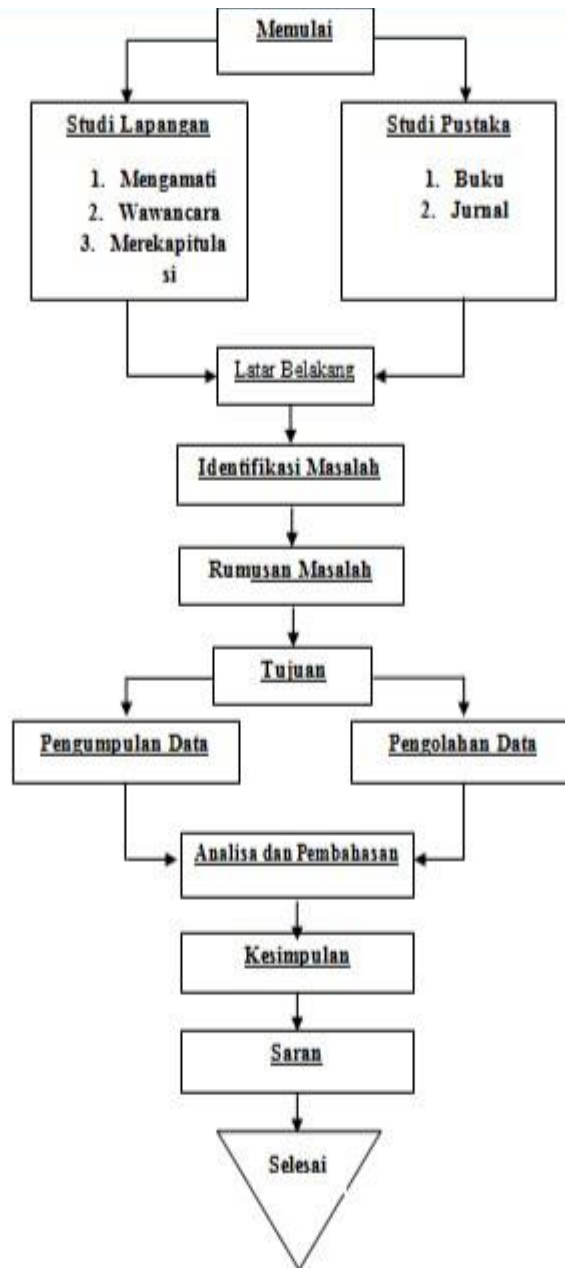 Memulai
Studi Lapangan
1. Mengamati
2. Wawancara
3. Merekapitula
si
Studi Pustaka
1. Buku
2. Jurnal
Latar Belakang
Identifikasi Masalah
Rumusan Masalah
Tujuan
Pengumpulan Data
Pengolahan Data
Analisa dan Pembahasan
Kesimpulan
Saran
Selesai